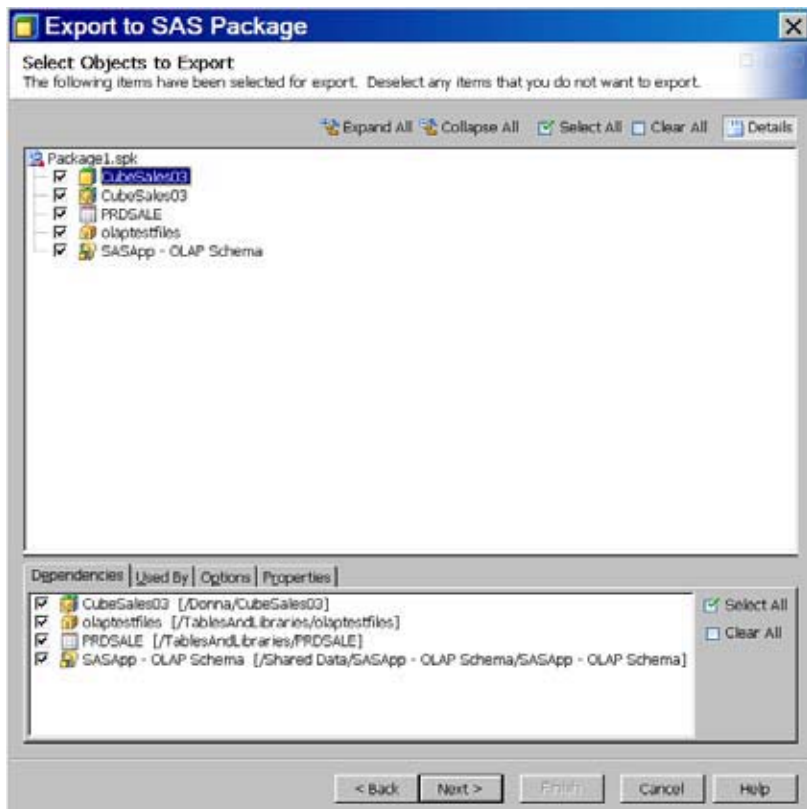 Export to SAS Package
Select Objects to Export
The following items have been selected for export. Deselect any items that you do not want to export.
Expand All Collapse All Select All Clear All Details
Package1.spk
CubeSales03
CubeSales03
PRDSALE
olaptestfiles
SASApp - OLAP Schema
Dependencies Used By Options Properties
CubeSales03 [/Donna/CubeSales03]
olaptestfiles [/TablesAndLibraries/olaptestfiles]
PRDSALE [/TablesAndLibraries/PRDSALE]
SASApp - OLAP Schema [/Shared Data/SASApp - OLAP Schema/SASApp - OLAP Schema]
Select All
Clear All
< Back Next > Finish Cancel Help